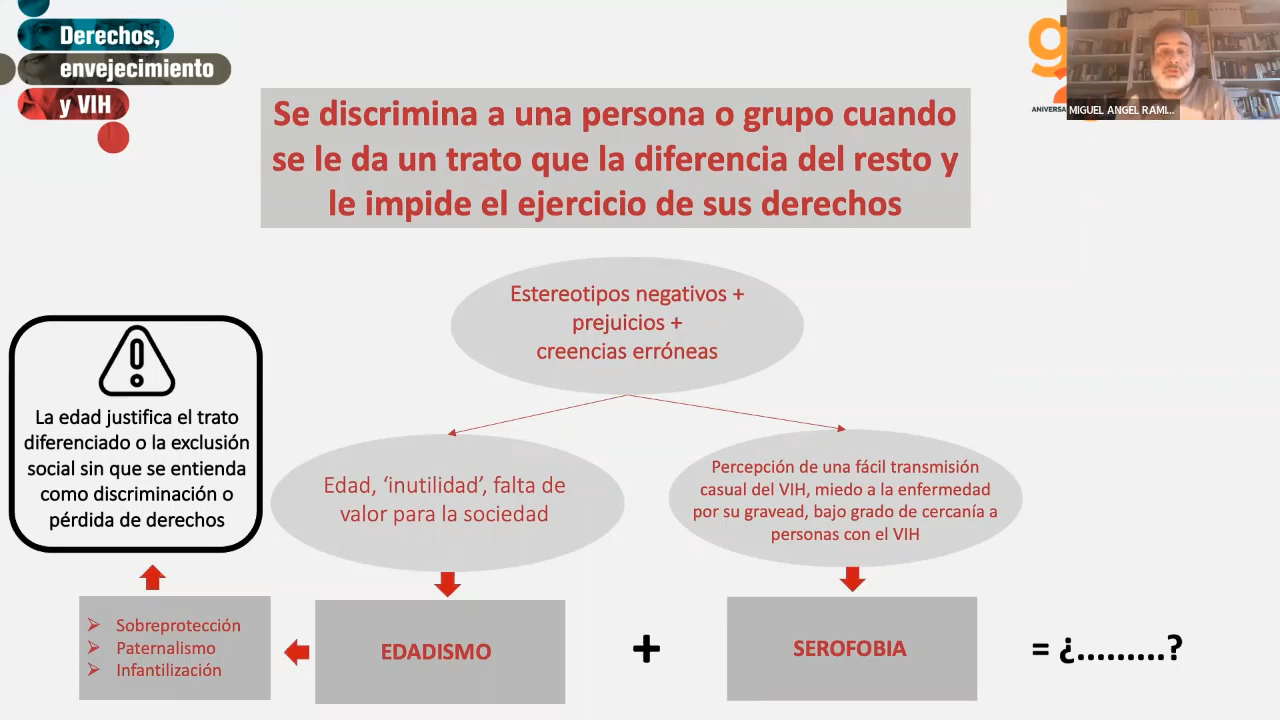 Derechos,
envejecimiento
y VIH
g
ANIVERSA
MIGUEL ANGEL RAMI...
Se discrimina a una persona o grupo cuando
se le da un trato que la diferencia del resto y
le impide el ejercicio de sus derechos
Estereotipos negativos +
prejuicios +
creencias erróneas
La edad justifica el trato
diferenciado o la exclusión
social sin que se entienda
como discriminación o
pérdida de derechos
Edad, ‘inutilidad’, falta de
valor para la sociedad
Percepción de una fácil transmisión
casual del VIH, miedo a la enfermedad
por su gravead, bajo grado de cercanía a
personas con el VIH
Sobreprotección
Paternalismo
Infantilización
EDADISMO
+
SEROFOBIA
= ¿.........?